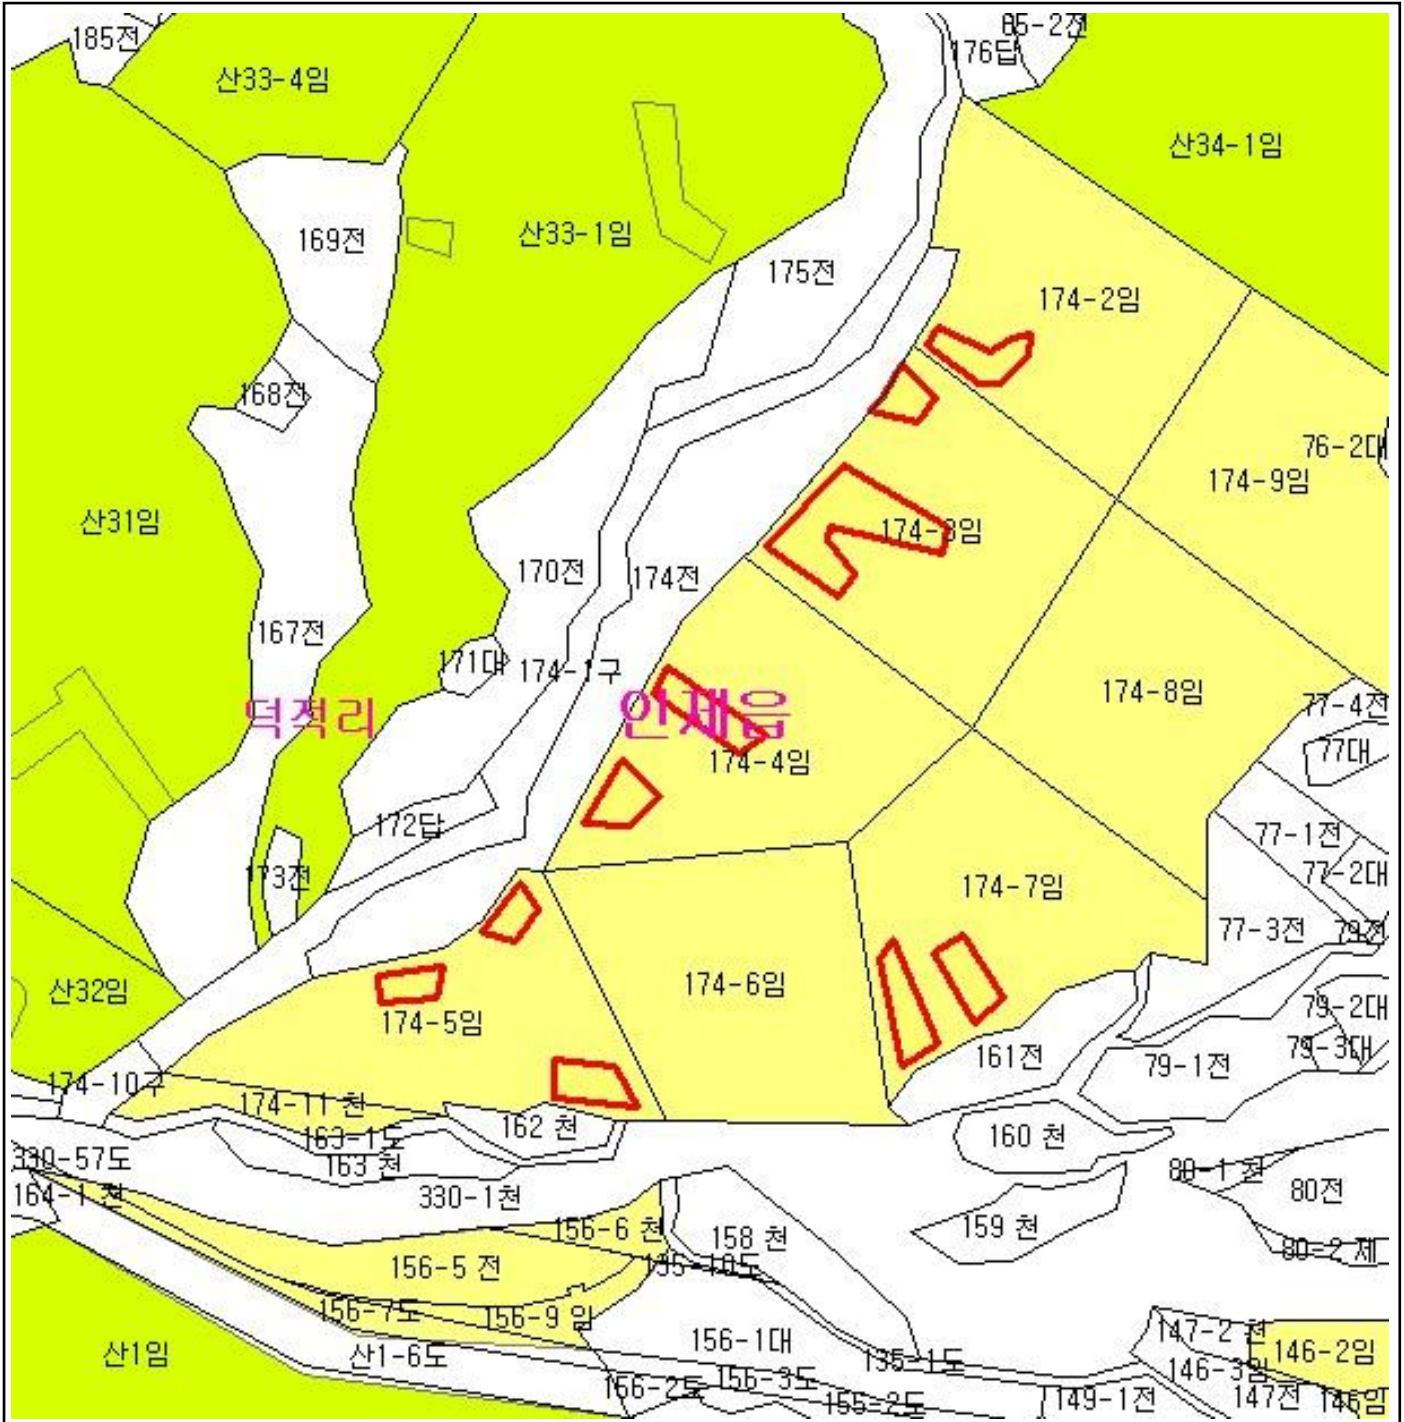 185전
65-2전
176답
산33-4임
산34-1임
169전
산33-1임
175전
174-2임
168전
76-2대
174-9임
산31임
174-3임
170전
174전
167전
171대
174-1구
174-8임
77-4전
덕적리
인제읍
77대
174-4임
172답
77-1전
77-2대
173전
174-7임
77-3전
79전
산32임
174-6임
79-2대
174-5임
79-3대
161전
79-1전
174-10구
174-11 천
163-1도
162 천
160 천
330-57도
163 천
80-1 천
164-1 천
330-1천
80전
156-6 천
158 천
159 천
80-2 제
156-5 전
135-10도
156-7도
156-9 임
147-2 천
산1임
산1-6도
156-1대
135-1도
146-2임
146-3임
156-2도
156-3도
155-2도
149-1전
147전
146임